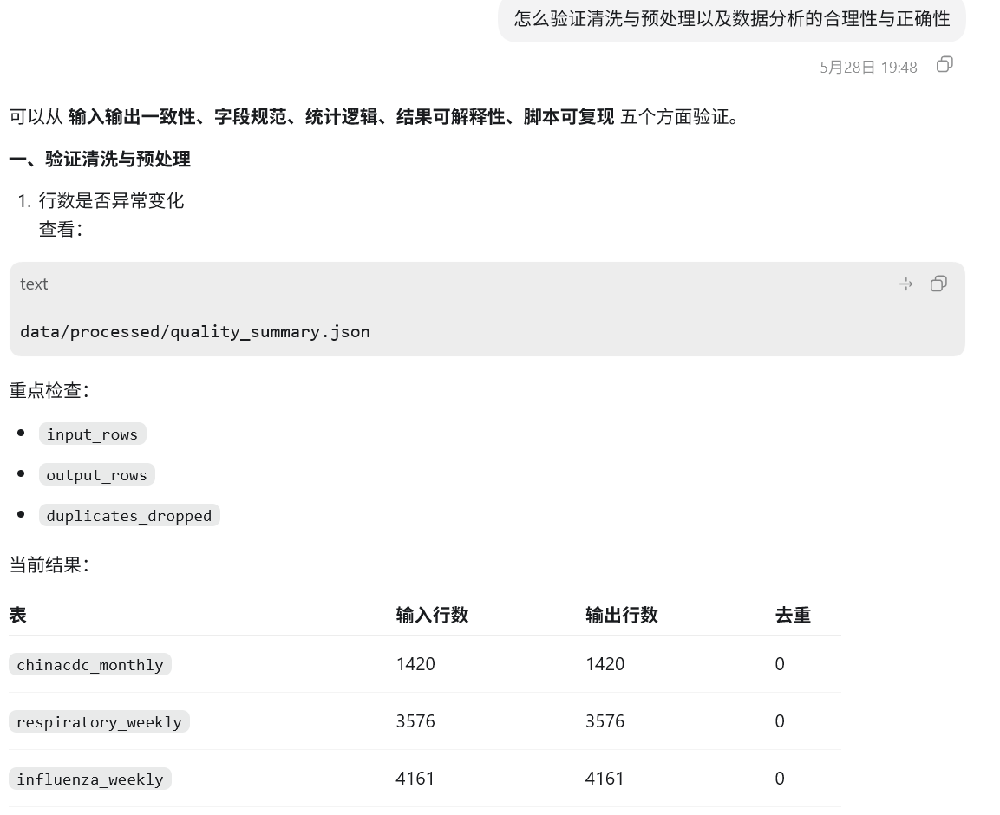 怎么验证清洗与预处理以及数据分析的合理性与正确性
5月28日 19:48
可以从 输入输出一致性、字段规范、统计逻辑、结果可解释性、脚本可复现 五个方面验证。
一、验证清洗与预处理
1. 行数是否异常变化
查看：
text
data/processed/quality_summary.json
重点检查：
input_rows
output_rows
duplicates_dropped
当前结果：
表 输入行数 输出行数 去重
chinacdc_monthly 1420 1420 0
respiratory_weekly 3576 3576 0
influenza_weekly 4161 4161 0